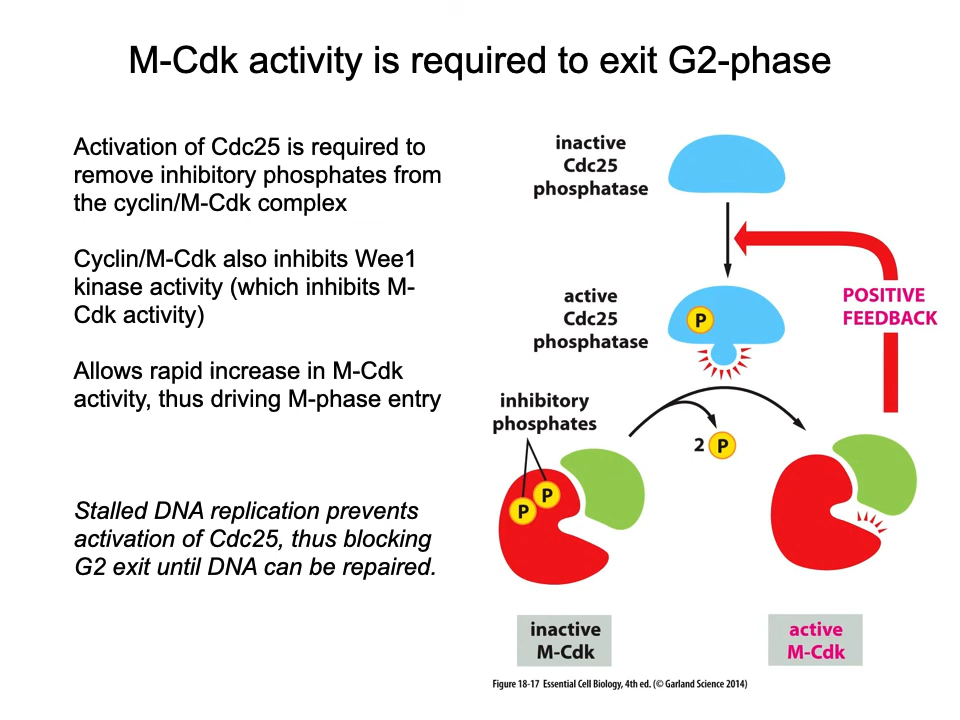 M-Cdk activity is required to exit G2-phase
Activation of Cdc25 is required to
remove inhibitory phosphates from
the cyclin/M-Cdk complex
Cyclin/M-Cdk also inhibits Wee1
kinase activity (which inhibits M-
Cdk activity)
Allows rapid increase in M-Cdk
activity, thus driving M-phase entry
Stalled DNA replication prevents
activation of Cdc25, thus blocking
G2 exit until DNA can be repaired.
inactive
Cdc25
phosphatase
active
Cdc25
phosphatase
P
POSITIVE
FEEDBACK
inhibitory
phosphates
2 P
P
P
inactive
M-Cdk
active
M-Cdk
Figure 18-17 Essential Cell Biology, 4th ed. (© Garland Science 2014)